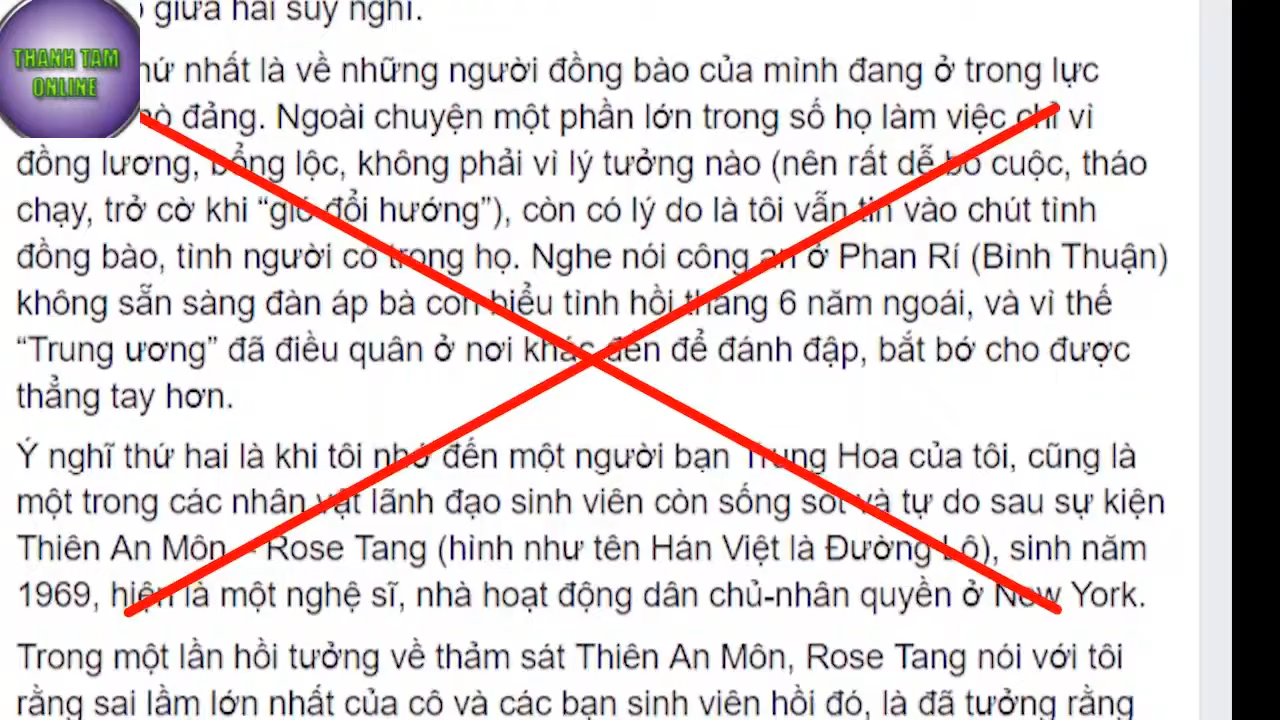 giữa hai suy nghĩ.
THANH TAM
ONLINE
nhất là về những người đồng bào của mình đang ở trong lực
đảng. Ngoài chuyện một phần lớn trong số họ làm việc chỉ vì
đồng lương, bổng lộc, không phải vì lý tưởng nào (nên rất dễ bỏ cuộc, tháo
chạy, trở cờ khi “gió đổi hướng”), còn có lý do là tôi vẫn tin vào chút tình
đồng bào, tình người có trong họ. Nghe nói công an ở Phan Rí (Bình Thuận)
không sẵn sàng đàn áp bà con biểu tình hồi tháng 6 năm ngoái, và vì thế
“Trung ương” đã điều quân ở nơi khác đến để đánh đập, bắt bớ cho được
thẳng tay hơn.
Ý nghĩ thứ hai là khi tôi nhớ đến một người bạn Trung Hoa của tôi, cũng là
một trong các nhân vật lãnh đạo sinh viên còn sống sót và tự do sau sự kiện
Thiên An Môn – Rose Tang (hình như tên Hán Việt là Đường Lô), sinh năm
1969, hiện là một nghệ sĩ, nhà hoạt động dân chủ-nhân quyền ở New York.
Trong một lần hồi tưởng về thảm sát Thiên An Môn, Rose Tang nói với tôi
rằng sai lầm lớn nhất của cô và các bạn sinh viên hồi đó, là đã tưởng rằng